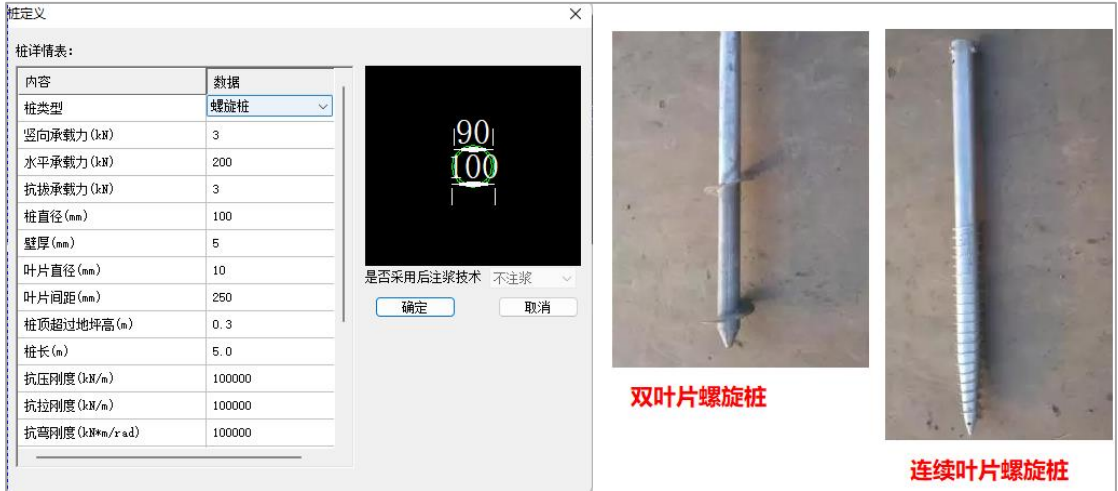 桩定义
桩详情表:
内容 数据
桩类型 螺旋桩
竖向承载力(kN) 3
水平承载力(kN) 200
抗拔承载力(kN) 3
桩直径(mm) 100
壁厚(mm) 5
叶片直径(mm) 10
叶片间距(mm) 250
桩顶超过地坪高(m) 0.3
桩长(m) 5.0
抗压刚度(kN/m) 100000
抗拉刚度(kN/m) 100000
抗弯刚度(kN*m/rad) 100000
90
100
是否采用后注浆技术 不注浆
确定 取消
双叶片螺旋桩
连续叶片螺旋桩